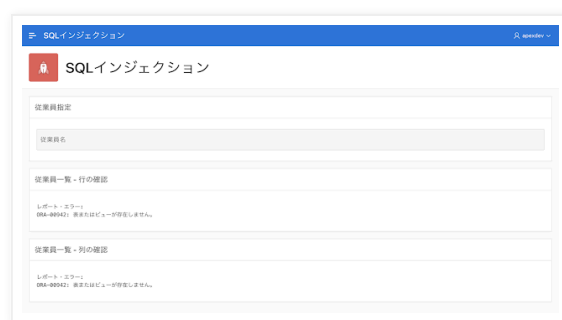 SQLインジェクション
apexdev
SQLインジェクション
従業員指定
従業員名
従業員一覧 - 行の確認
レポート・エラー:
ORA-00942: 表またはビューが存在しません。
従業員一覧 - 列の確認
レポート・エラー:
ORA-00942: 表またはビューが存在しません。